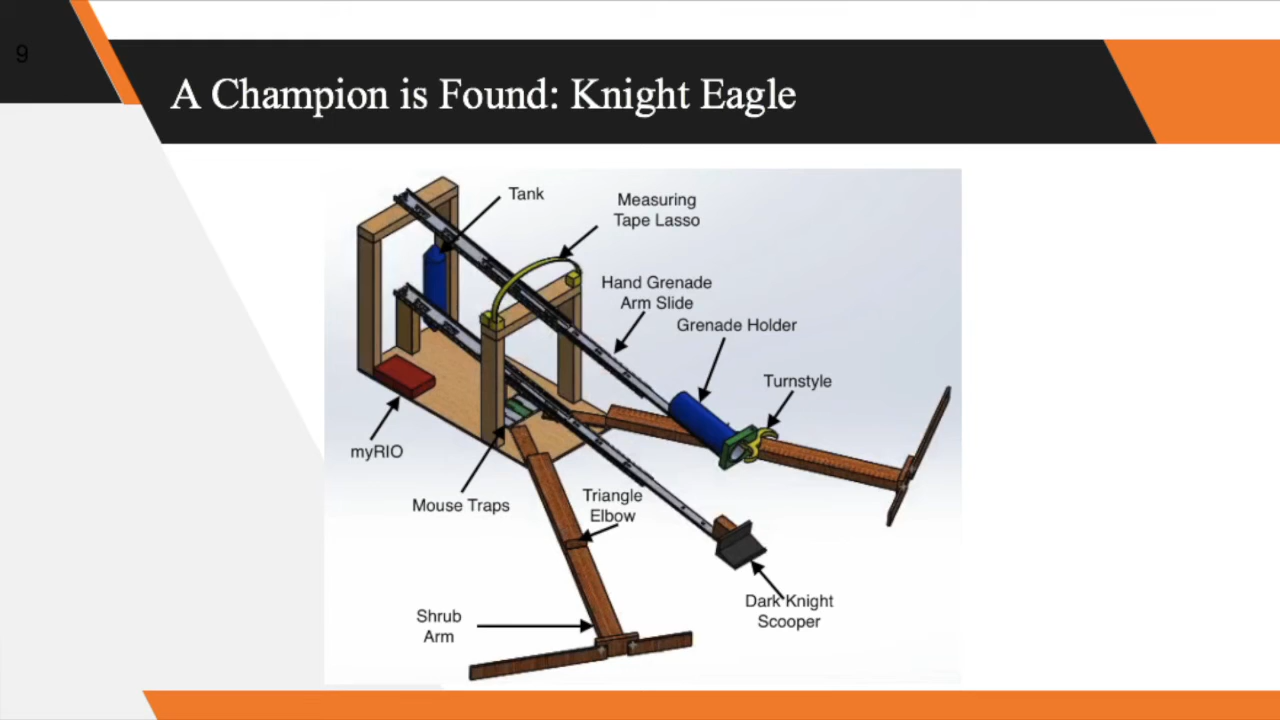 9
A Champion is Found: Knight Eagle
Tank
Measuring
Tape Lasso
Hand Grenade
Arm Slide
Grenade Holder
Turnstyle
myRIO
Mouse Traps
Triangle
Elbow
Shrub
Arm
Dark Knight
Scooper